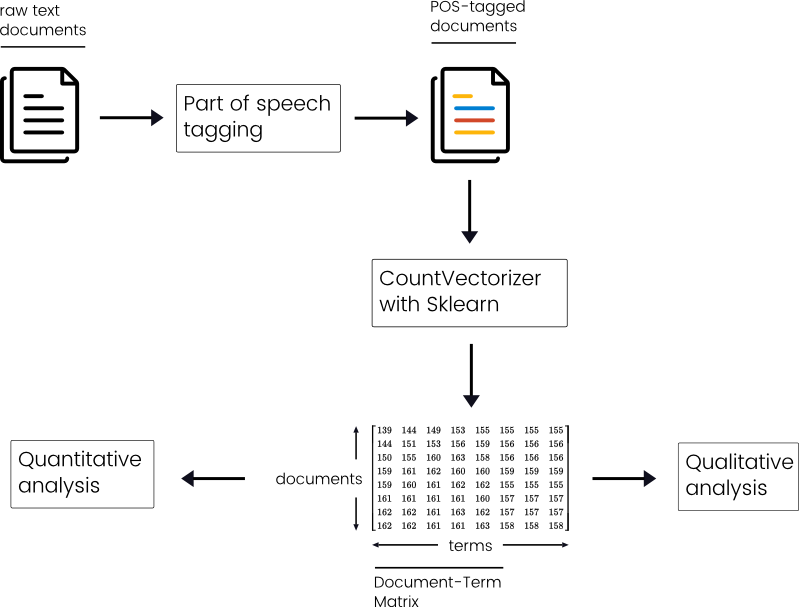 raw text
documents
POS-tagged
documents
Part of speech
tagging
CountVectorizer
with Sklearn
Quantitative
analysis
documents
139 144 149 153 155 155 155 155
144 151 153 156 159 156 156 156
150 155 160 163 158 156 156 156
159 161 162 160 160 159 159 159
159 160 161 162 162 155 155 155
161 161 161 161 160 157 157 157
162 162 161 163 162 157 157 157
162 162 161 161 163 158 158 158
terms
Document-Term
Matrix
Qualitative
analysis